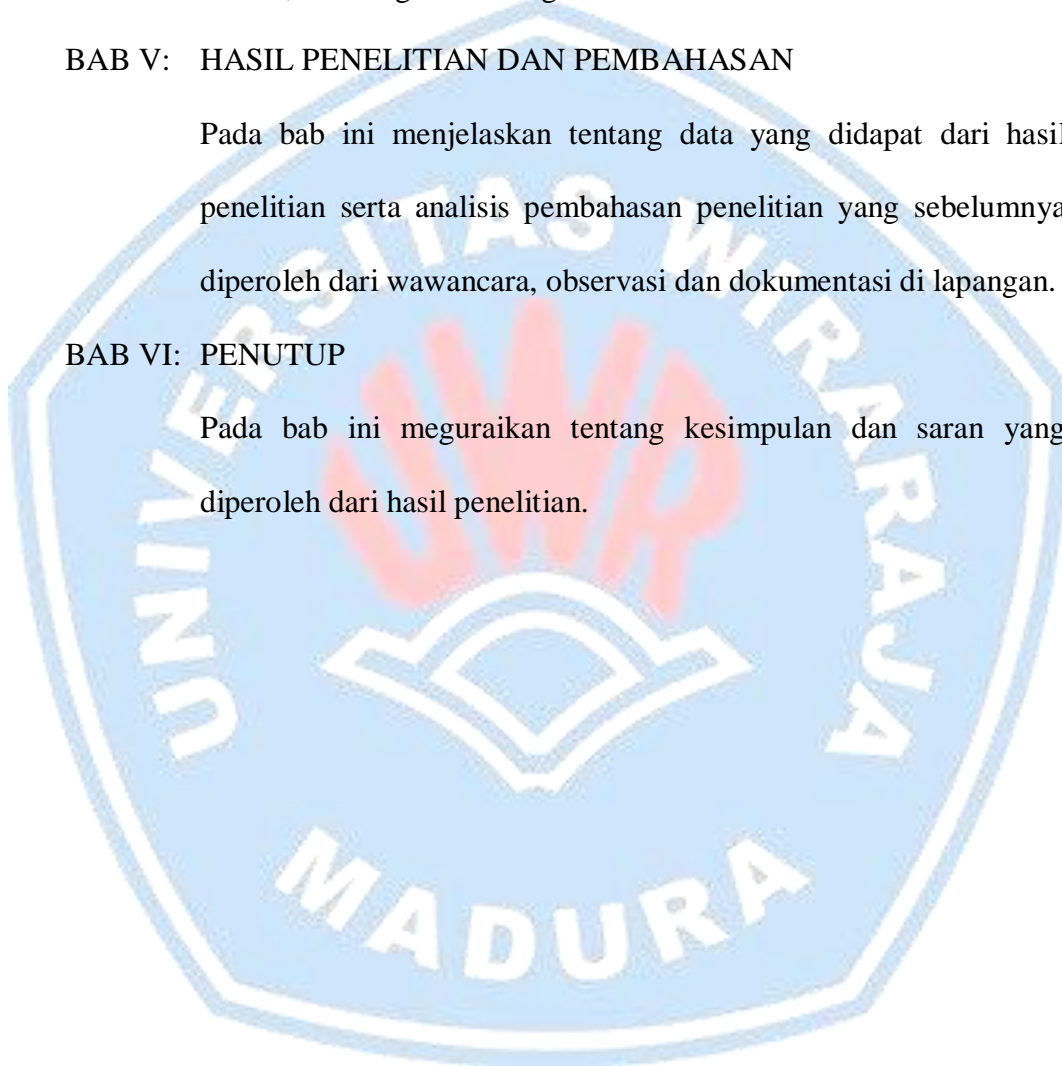 BAB V: HASIL PENELITIAN DAN PEMBAHASAN
Pada bab ini menjelaskan tentang data yang didapat dari hasil
penelitian serta analisis pembahasan penelitian yang sebelumnya
diperoleh dari wawancara, observasi dan dokumentasi di lapangan.
BAB VI: PENUTUP
Pada bab ini meguraikan tentang kesimpulan dan saran yang
diperoleh dari hasil penelitian.
UNIVERSITAS WIRARAJA
UWR
MADURA